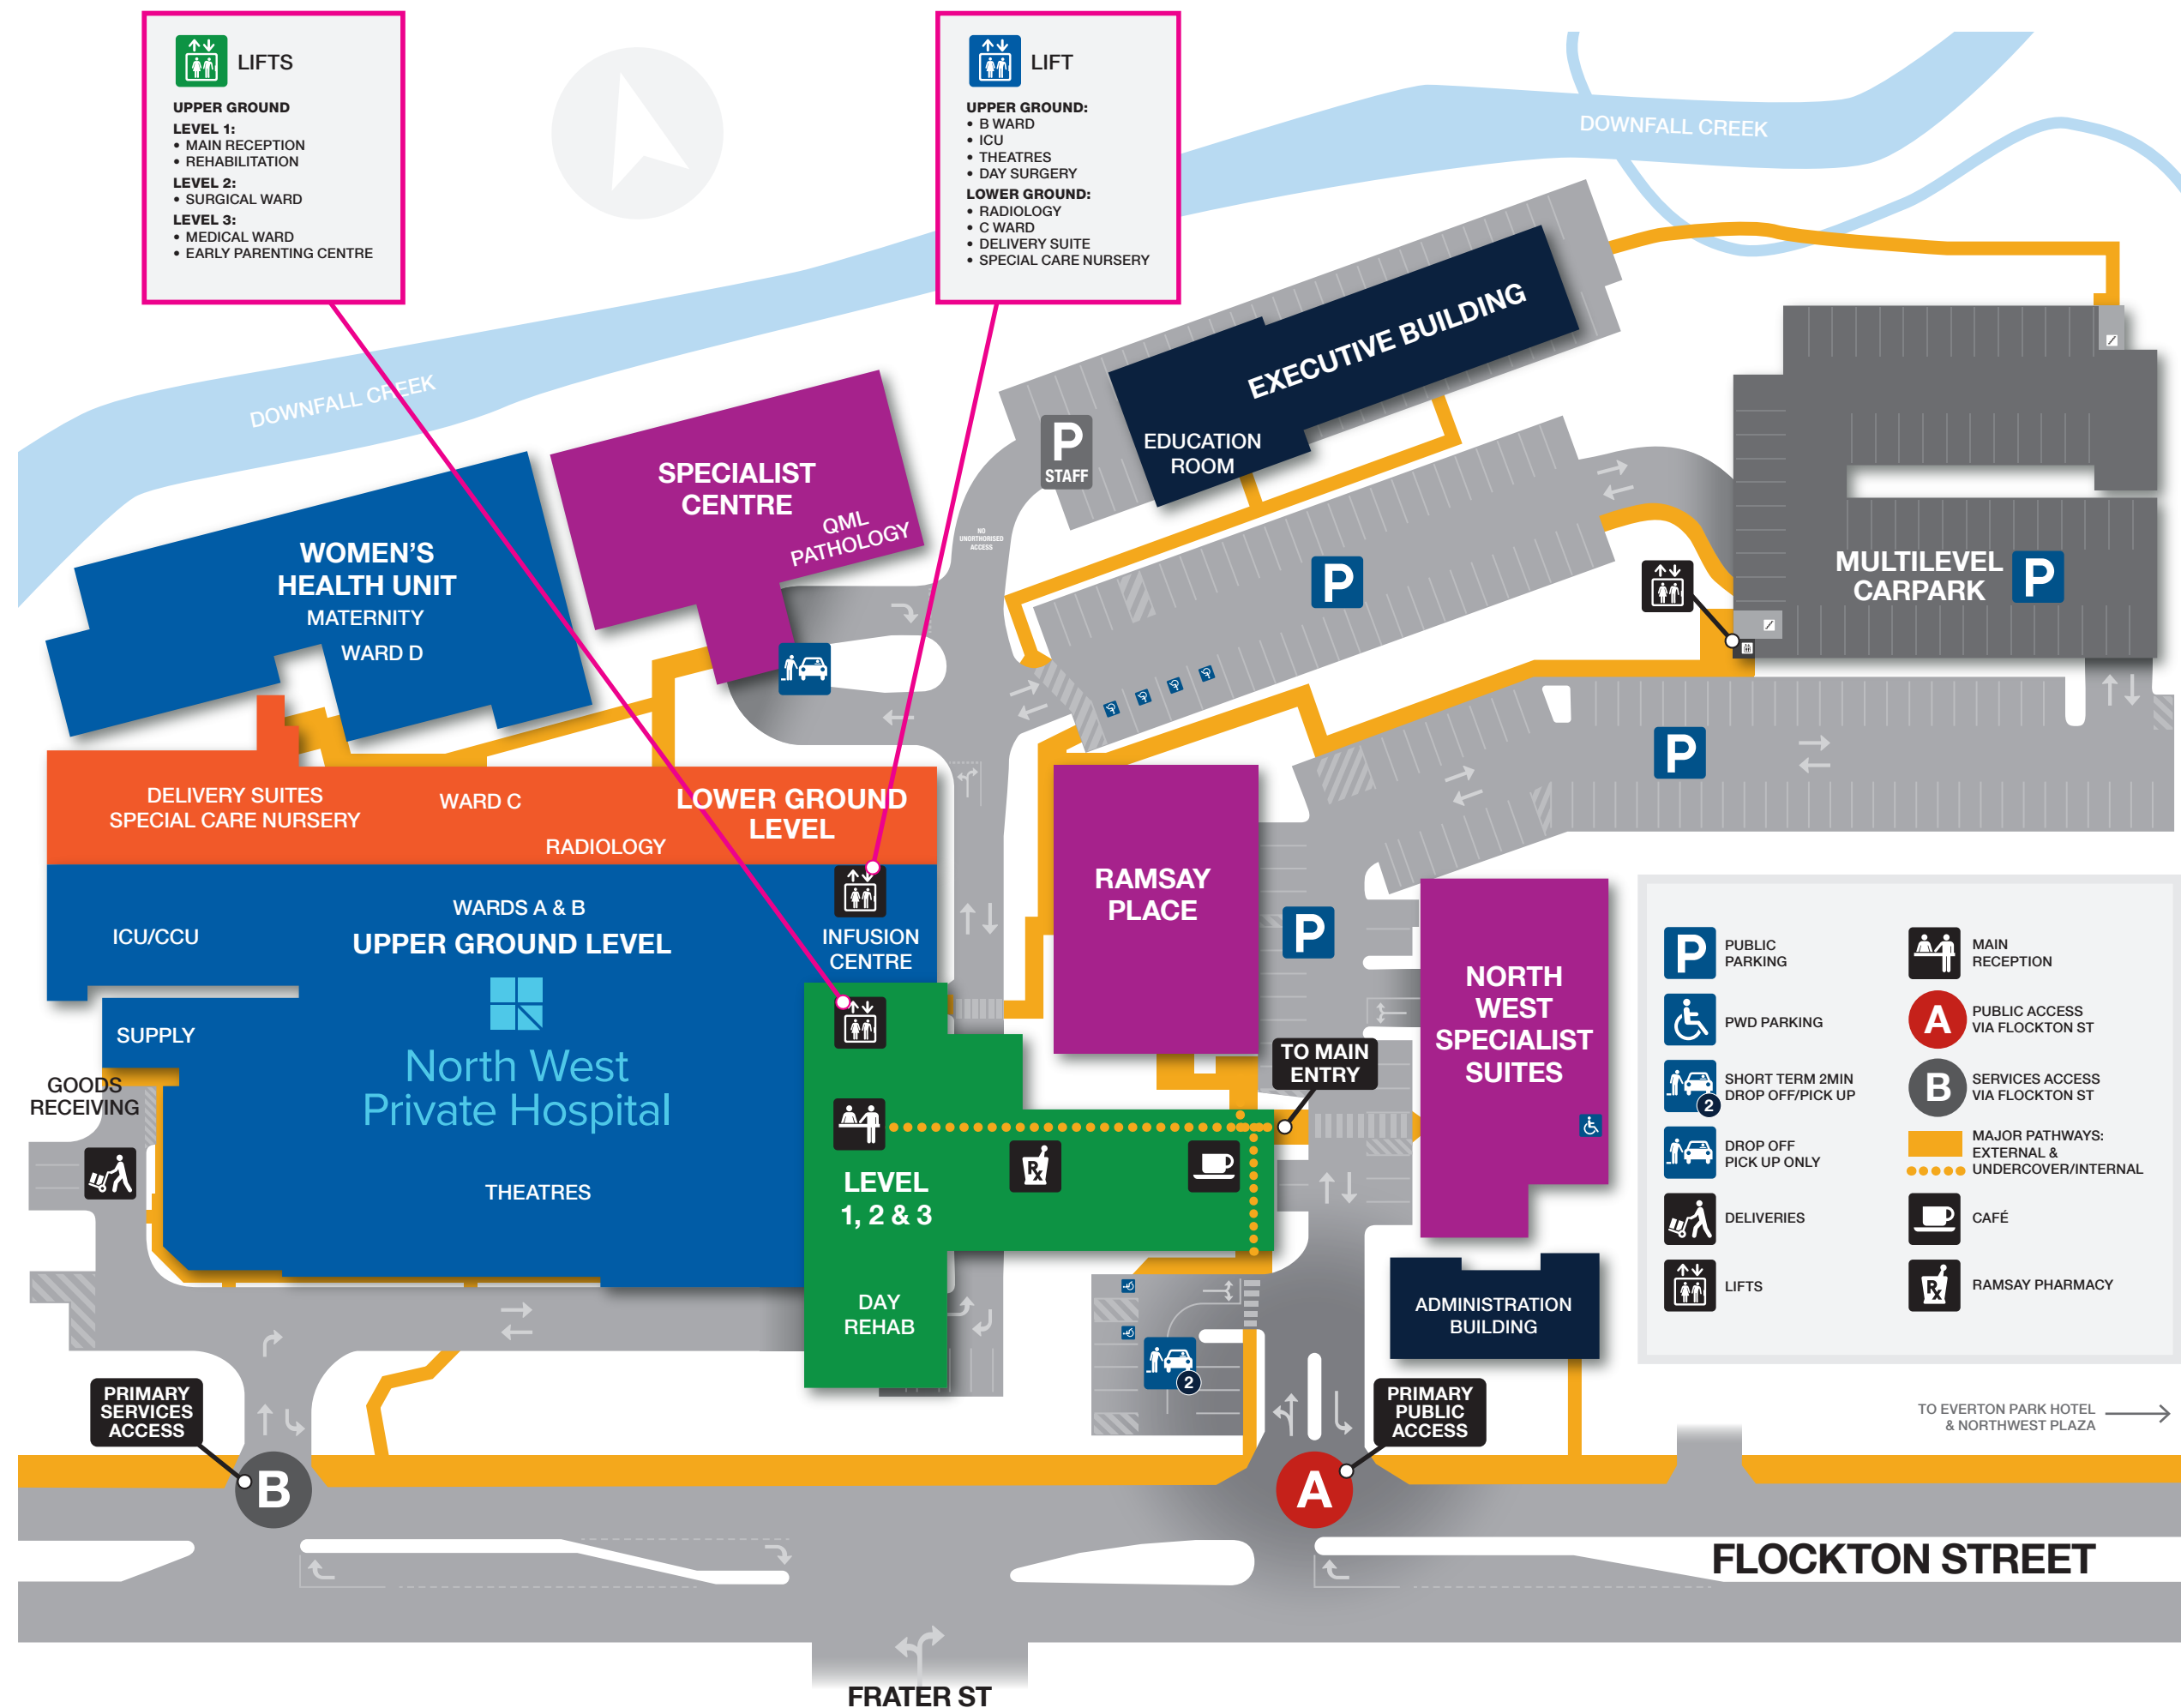 LIFTS
UPPER GROUND
LEVEL 1:
• MAIN RECEPTION
• REHABILITATION
LEVEL 2:
• SURGICAL WARD
LEVEL 3:
• MEDICAL WARD
• EARLY PARENTING CENTRE
LIFT
UPPER GROUND:
• B WARD
• ICU
• THEATRES
• DAY SURGERY
LOWER GROUND:
• RADIOLOGY
• C WARD
• DELIVERY SUITE
• SPECIAL CARE NURSERY
DOWNFALL CREEK
DOWNFALL CREEK
EXECUTIVE BUILDING
EDUCATION
ROOM
P
STAFF
NO
UNORTHORISED
ACCESS
SPECIALIST
CENTRE
QML
PATHOLOGY
WOMEN'S
HEALTH UNIT
MATERNITY
WARD D
P
MULTILEVEL
CARPARK
P
P
DELIVERY SUITES
SPECIAL CARE NURSERY
WARD C
RADIOLOGY
LOWER GROUND
LEVEL
WARDS A & B
UPPER GROUND LEVEL
ICU/CCU
INFUSION
CENTRE
SUPPLY
North West
Private Hospital
GOODS
RECEIVING
THEATRES
RAMSAY
PLACE
P
NORTH
WEST
SPECIALIST
SUITES
TO MAIN
ENTRY
Rx
LEVEL
1, 2 & 3
DAY
REHAB
2
ADMINISTRATION
BUILDING
P
PUBLIC
PARKING
PWD PARKING
2
SHORT TERM 2MIN
DROP OFF/PICK UP
DROP OFF
PICK UP ONLY
DELIVERIES
LIFTS
MAIN
RECEPTION
A
PUBLIC ACCESS
VIA FLOCKTON ST
B
SERVICES ACCESS
VIA FLOCKTON ST
MAJOR PATHWAYS:
EXTERNAL &
UNDERCOVER/INTERNAL
CAFÉ
Rx
RAMSAY PHARMACY
PRIMARY
SERVICES
ACCESS
B
PRIMARY
PUBLIC
ACCESS
A
TO EVERTON PARK HOTEL
& NORTHWEST PLAZA
FLOCKTON STREET
FRATER ST